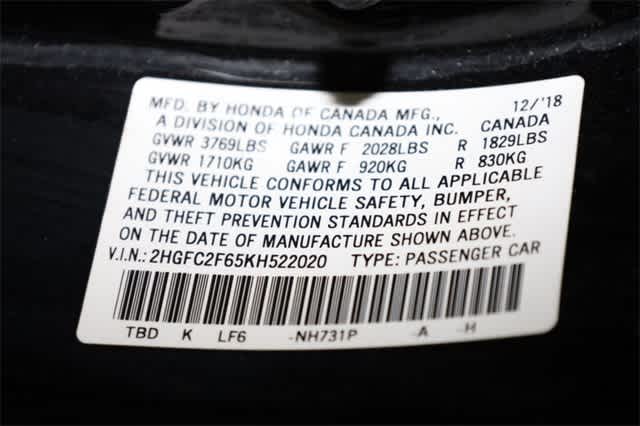 MFD. BY HONDA OF CANADA MFG., 12/'18
A DIVISION OF HONDA CANADA INC. CANADA
GVWR 3769LBS GAWR F 2028LBS R 1829LBS
GVWR 1710KG GAWR F 920KG R 830KG
THIS VEHICLE CONFORMS TO ALL APPLICABLE
FEDERAL MOTOR VEHICLE SAFETY, BUMPER,
AND THEFT PREVENTION STANDARDS IN EFFECT
ON THE DATE OF MANUFACTURE SHOWN ABOVE.
V.I.N.: 2HGFC2F65KH522020 TYPE: PASSENGER CAR
TBD K LF6 -NH731P -A -H